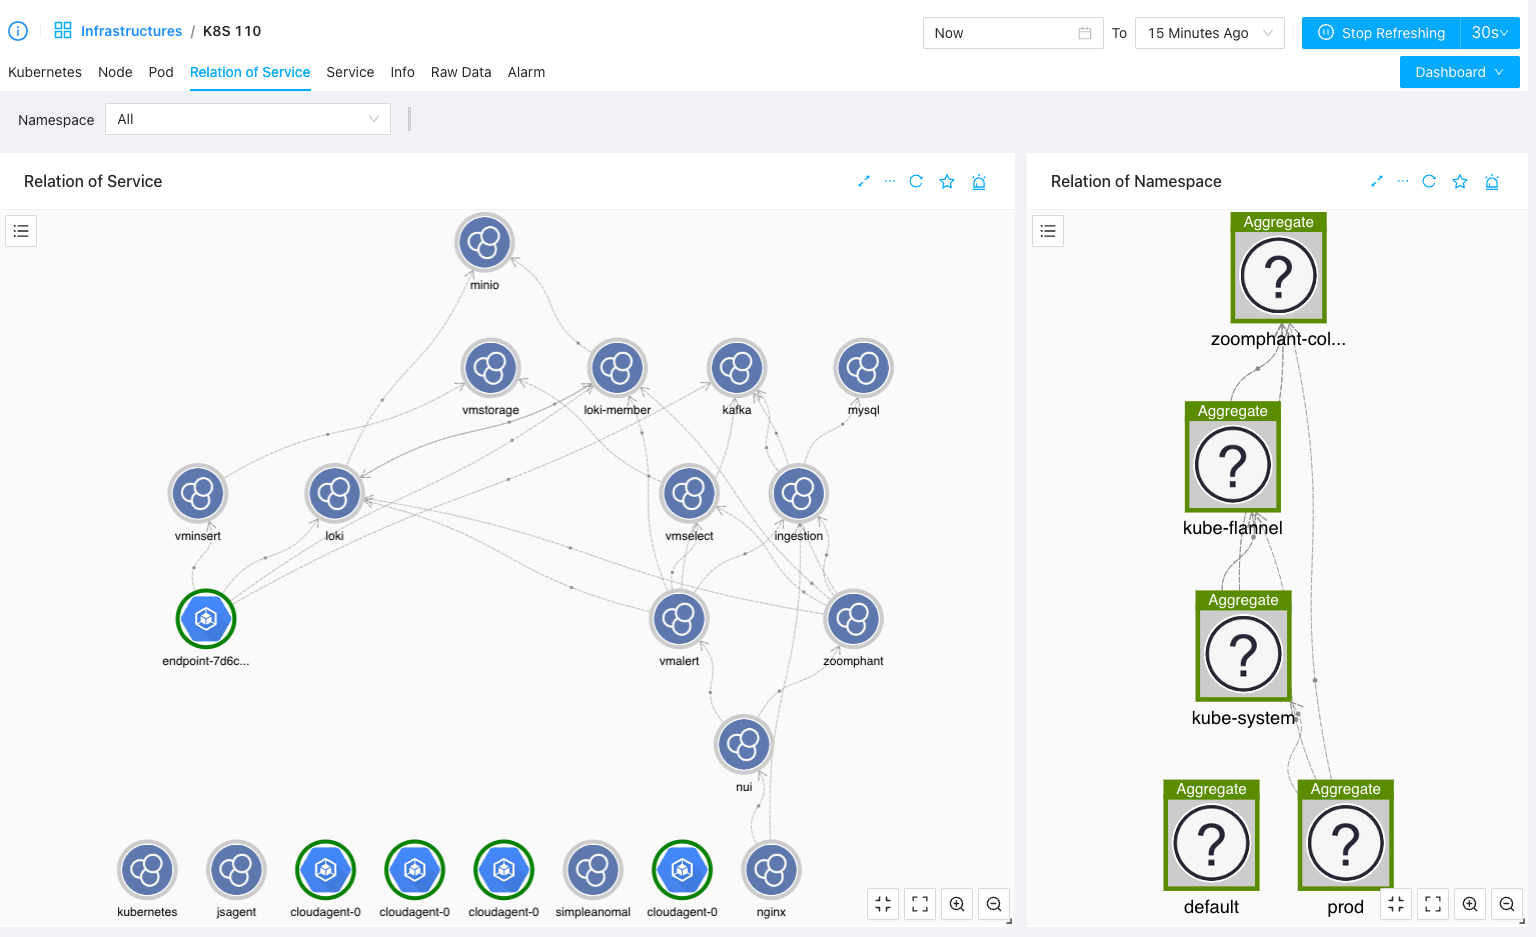 Infrastructures / K8S 110
Now To 15 Minutes Ago Stop Refreshing 30s
Kubernetes Node Pod Relation of Service Service Info Raw Data Alarm
Dashboard
Namespace All
Relation of Service
minio
vmstorage loki-member kafka mysql
vminsert loki vmselect ingestion
endpoint-7d6c... vmalert zoomphant
nui
kubernetes jsagent cloudagent-0 cloudagent-0 cloudagent-0 simpleanomal cloudagent-0 nginx
Relation of Namespace
Aggregate
?
zoomphant-col...
Aggregate
?
kube-flannel
Aggregate
?
kube-system
Aggregate Aggregate
? ?
default prod